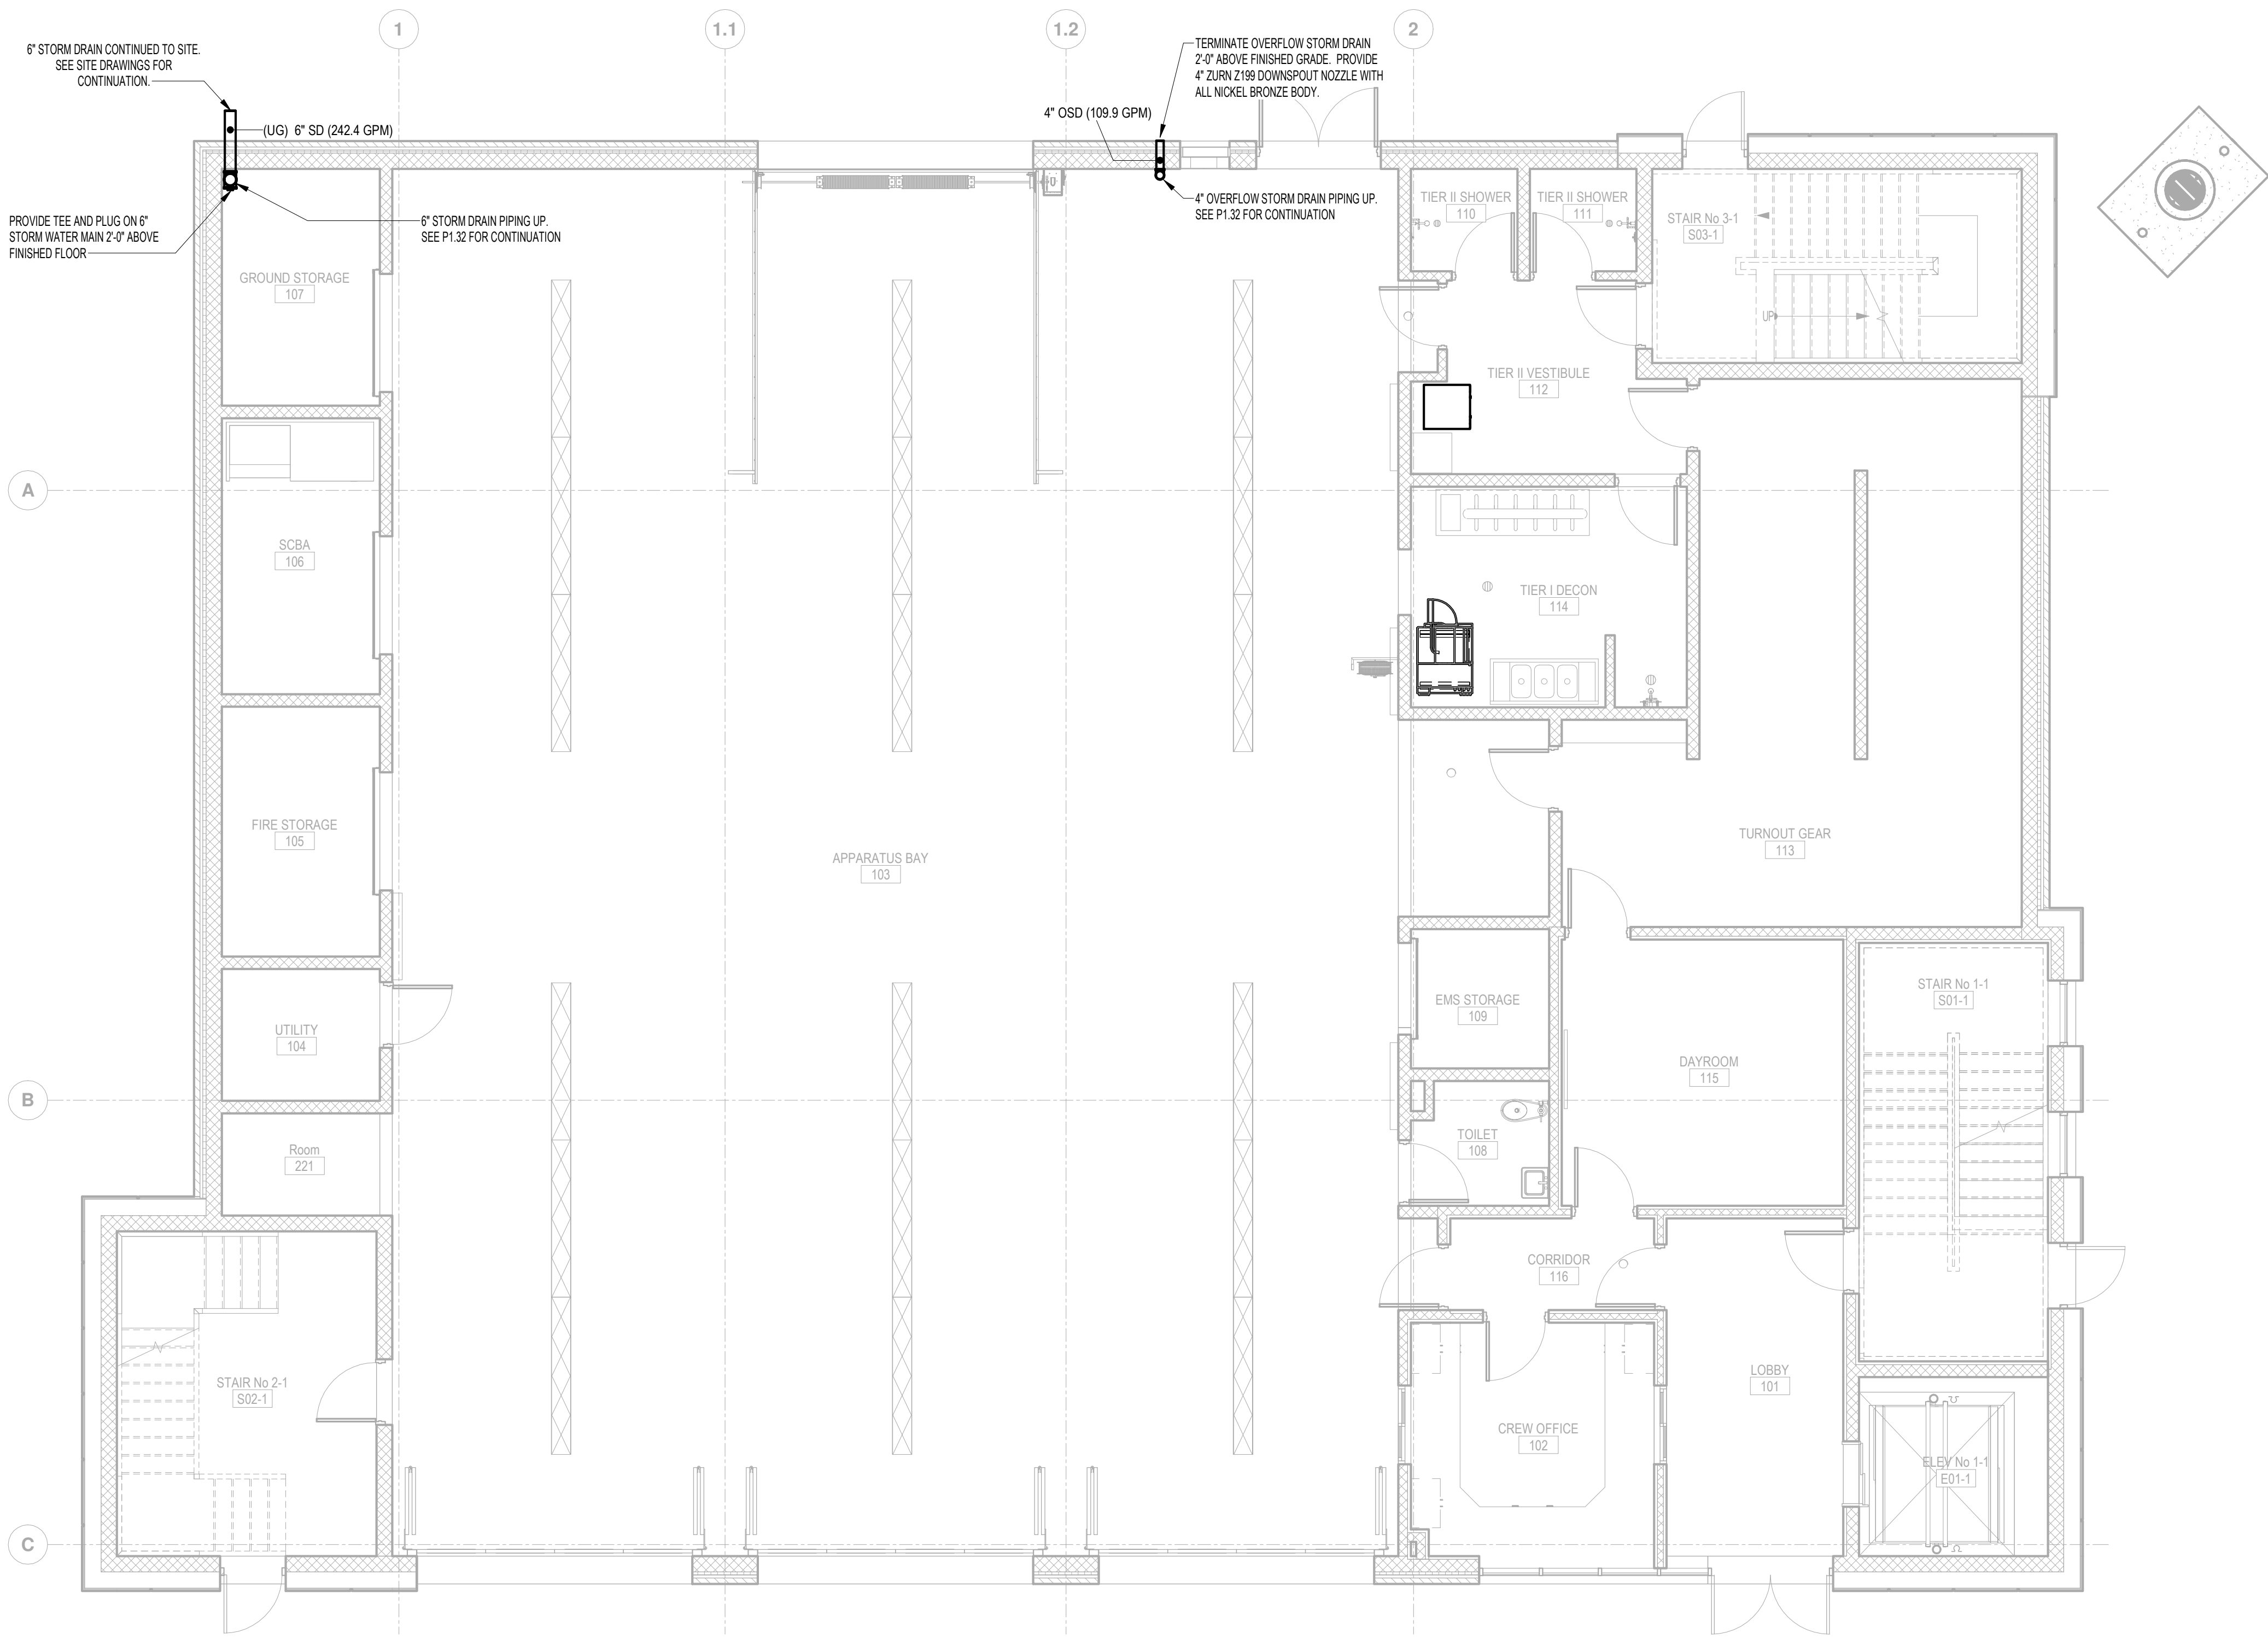 1
1.1
1.2
2
6" STORM DRAIN CONTINUED TO SITE.
SEE SITE DRAWINGS FOR
CONTINUATION.
TERMINATE OVERFLOW STORM DRAIN
2'-0" ABOVE FINISHED GRADE. PROVIDE
4" ZURN Z199 DOWNSPOUT NOZZLE WITH
ALL NICKEL BRONZE BODY.
4" OSD (109.9 GPM)
(UG) 6" SD (242.4 GPM)
PROVIDE TEE AND PLUG ON 6"
STORM WATER MAIN 2'-0" ABOVE
FINISHED FLOOR
6" STORM DRAIN PIPING UP.
SEE P1.32 FOR CONTINUATION
4" OVERFLOW STORM DRAIN PIPING UP.
SEE P1.32 FOR CONTINUATION
TIER II SHOWER
110
TIER II SHOWER
111
STAIR No 3-1
S03-1
UP
GROUND STORAGE
107
TIER II VESTIBULE
112
A
SCBA
106
TIER I DECON
114
FIRE STORAGE
105
APPARATUS BAY
103
TURNOUT GEAR
113
UTILITY
104
EMS STORAGE
109
STAIR No 1-1
S01-1
DAYROOM
115
B
Room
221
TOILET
108
CORRIDOR
116
STAIR No 2-1
S02-1
LOBBY
101
CREW OFFICE
102
ELEV No 1-1
E01-1
C